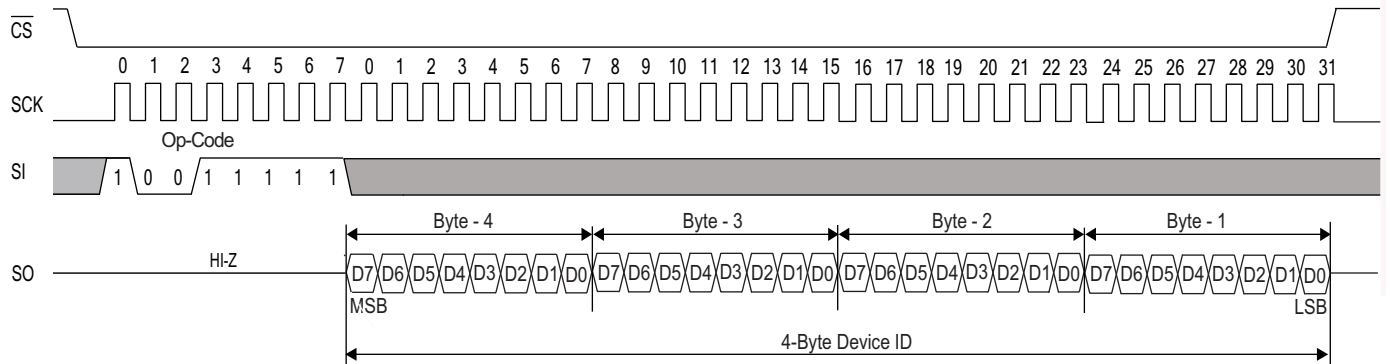 CS
0 1 2 3 4 5 6 7 0 1 2 3 4 5 6 7 8 9 10 11 12 13 14 15 16 17 18 19 20 21 22 23 24 25 26 27 28 29 30 31
SCK
Op-Code
SI 1 0 0 1 1 1 1 1
Byte - 4 Byte - 3 Byte - 2 Byte - 1
SO HI-Z D7 D6 D5 D4 D3 D2 D1 D0 D7 D6 D5 D4 D3 D2 D1 D0 D7 D6 D5 D4 D3 D2 D1 D0 D7 D6 D5 D4 D3 D2 D1 D0
MSB LSB
4-Byte Device ID